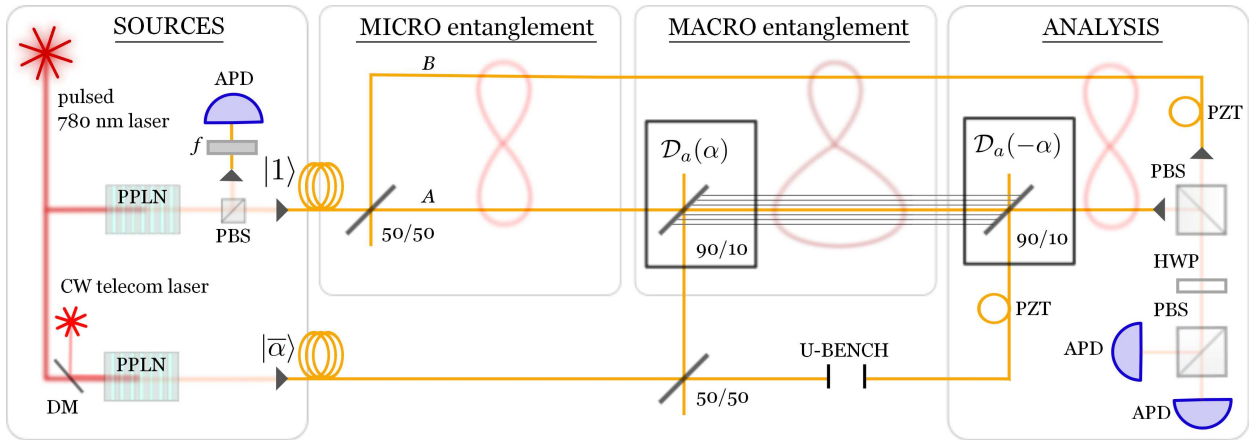 SOURCES
MICRO entanglement
MACRO entanglement
ANALYSIS
pulsed
780 nm laser
APD
f
PPLN
PBS
|1⟩
50/50
B
A
𝒟ₐ(α)
90/10
𝒟ₐ(−α)
90/10
PZT
PBS
HWP
PBS
APD
APD
CW telecom laser
DM
PPLN
|α̅⟩
50/50
U-BENCH
PZT